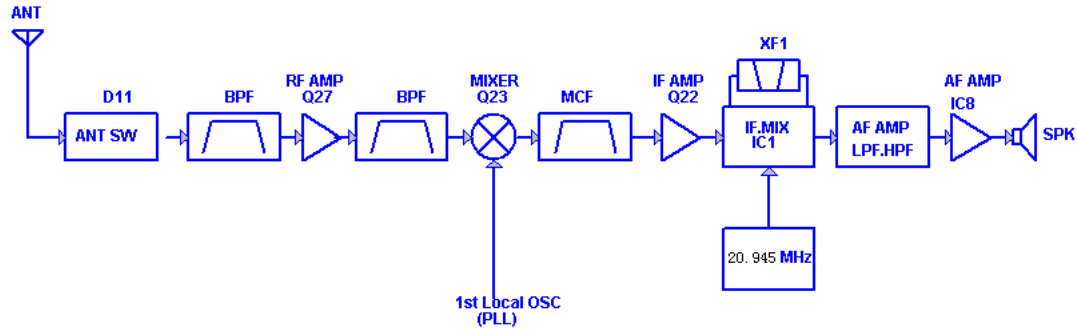 ANT
D11
ANT SW
BPF
RF AMP
Q27
BPF
MIXER
Q23
1st Local OSC
(PLL)
MCF
IF AMP
Q22
XF1
IF.MIX
IC1
20.945 MHz
AF AMP
LPF.HPF
AF AMP
IC8
SPK